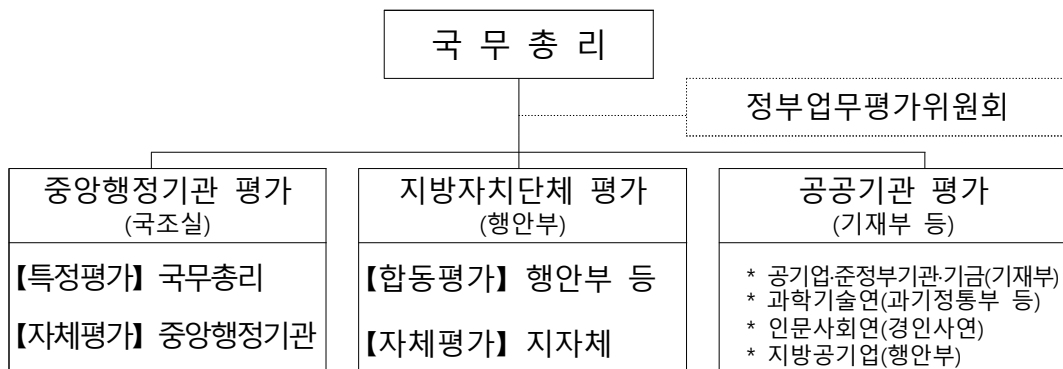 국 무 총 리
정부업무평가위원회
중앙행정기관 평가
(국조실)
【특정평가】 국무총리
【자체평가】 중앙행정기관
지방자치단체 평가
(행안부)
【합동평가】 행안부 등
【자체평가】 지자체
공공기관 평가
(기재부 등)
* 공기업·준정부기관·기금(기재부)
* 과학기술연(과기정통부 등)
* 인문사회연(경인사연)
* 지방공기업(행안부)